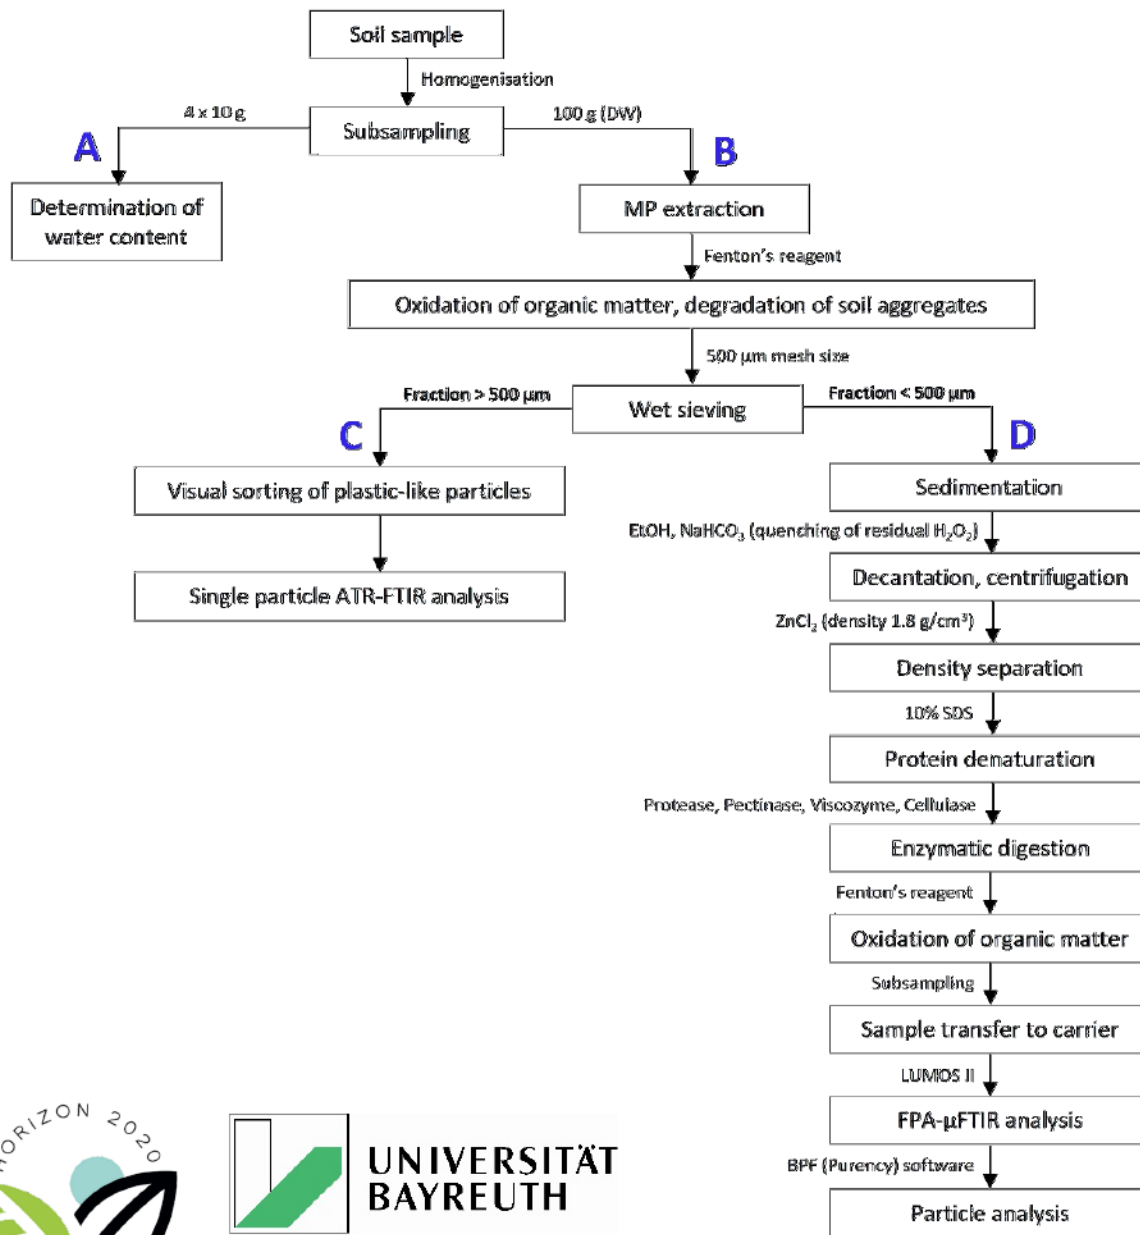 Soil sample
Homogenisation
4 x 10 g
Subsampling
100 g (DW)
A
B
Determination of
water content
MP extraction
Fenton's reagent
Oxidation of organic matter, degradation of soil aggregates
500 µm mesh size
Fraction > 500 µm
Wet sieving
Fraction < 500 µm
C
D
Visual sorting of plastic-like particles
Single particle ATR-FTIR analysis
Sedimentation
EtOH, NaHCO₃ (quenching of residual H₂O₂)
Decantation, centrifugation
ZnCl₂ (density 1.8 g/cm³)
Density separation
10% SDS
Protein denaturation
Protease, Pectinase, Viscozyme, Cellulase
Enzymatic digestion
Fenton's reagent
Oxidation of organic matter
Subsampling
Sample transfer to carrier
LUMOS II
FPA-µFTIR analysis
BPF (Purency) software
Particle analysis
HORIZON 2020
UNIVERSITÄT
BAYREUTH